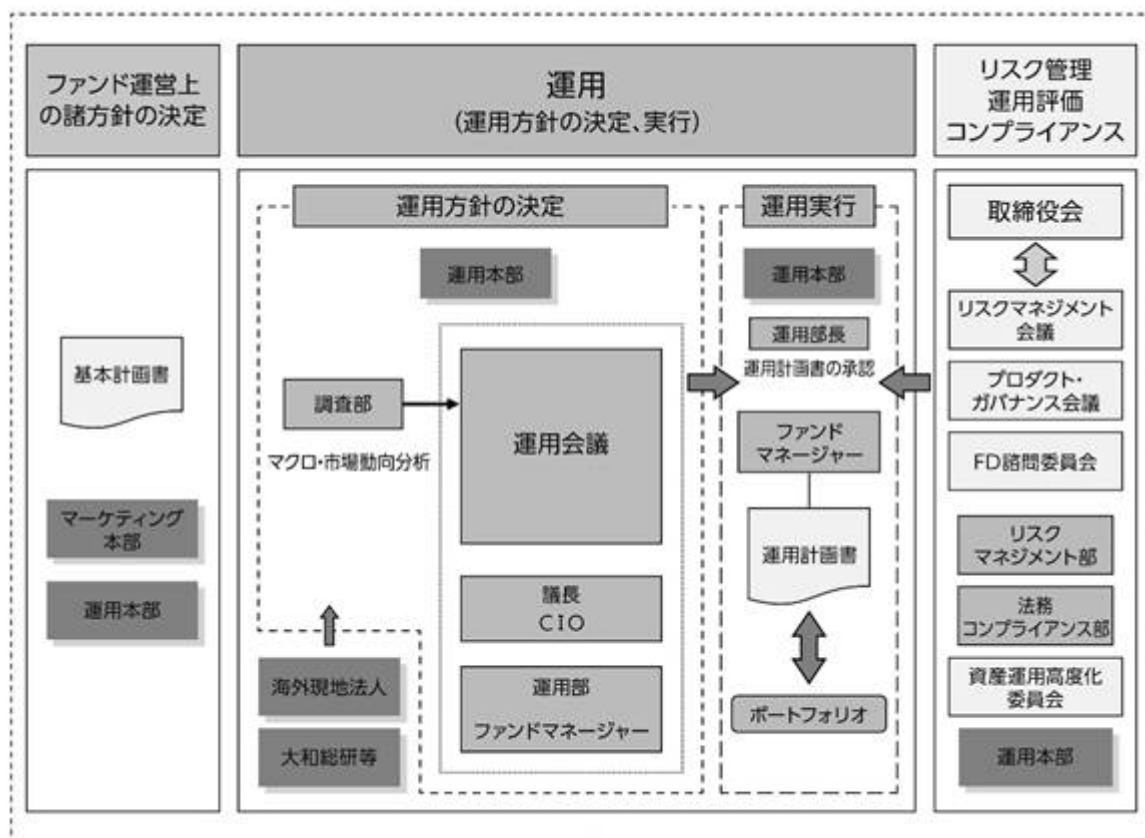 ファンド運営上
の諸方針の決定
運用
(運用方針の決定、実行)
リスク管理
運用評価
コンプライアンス
基本計画書
マーケティング
本部
運用本部
運用方針の決定
運用本部
調査部
マクロ・市場動向分析
運用会議
議長
CIO
運用部
ファンドマネージャー
海外現地法人
大和総研等
運用実行
運用本部
運用部長
運用計画書の承認
ファンド
マネージャー
運用計画書
ポートフォリオ
取締役会
リスクマネジメント
会議
プロダクト・
ガバナンス会議
FD諮問委員会
リスク
マネジメント部
法務
コンプライアンス部
資産運用高度化
委員会
運用本部